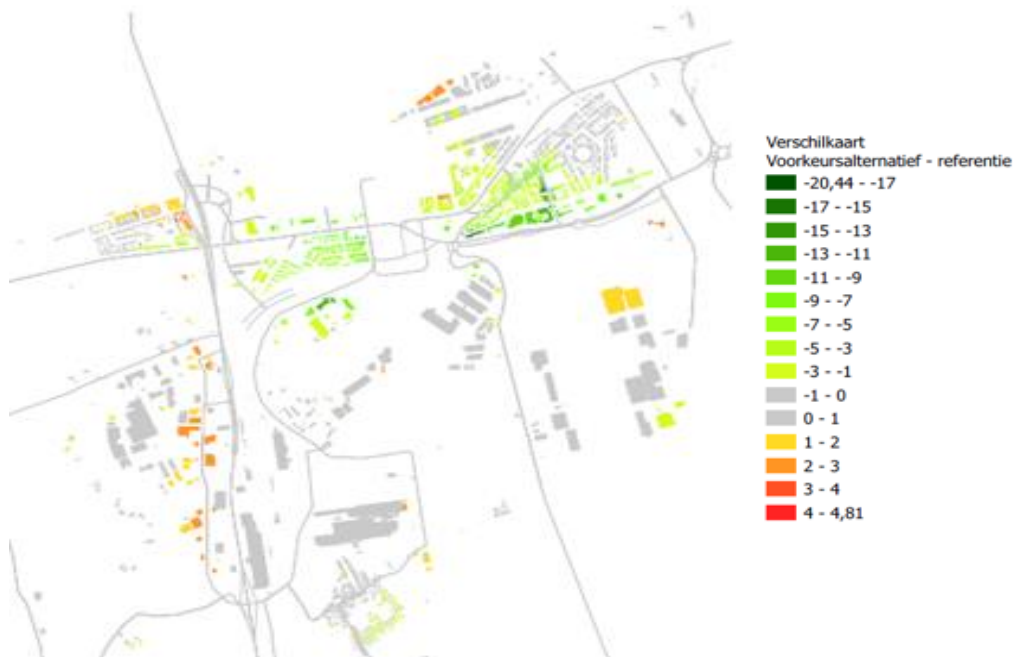 Verschilkaart
Voorkeursalternatief - referentie
-20,44 - -17
-17 - -15
-15 - -13
-13 - -11
-11 - -9
-9 - -7
-7 - -5
-5 - -3
-3 - -1
-1 - 0
0 - 1
1 - 2
2 - 3
3 - 4
4 - 4,81